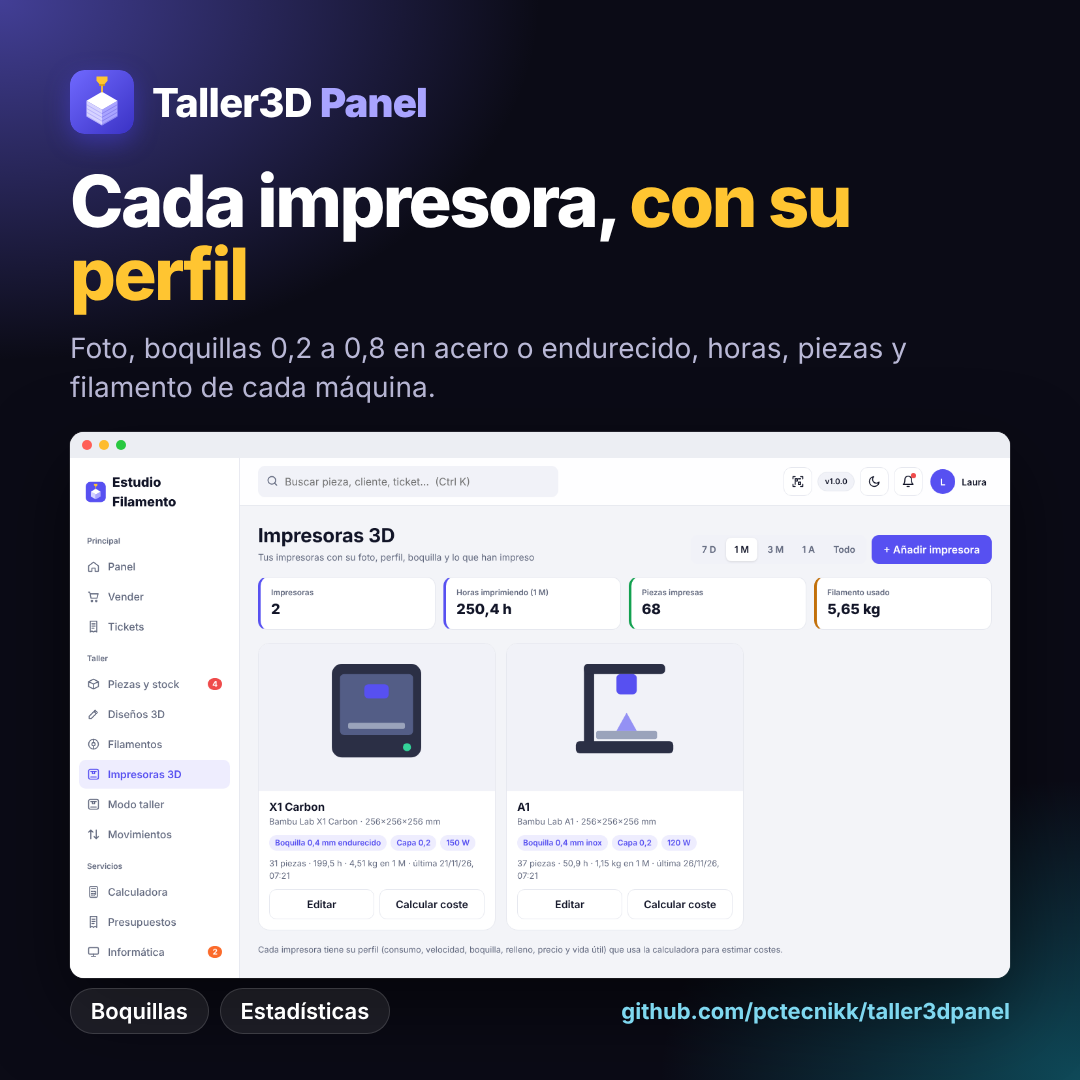 Taller3D Panel
Cada impresora, con su
perfil
Foto, boquillas 0,2 a 0,8 en acero o endurecido, horas, piezas y
filamento de cada máquina.
Estudio
Filamento
Principal
Panel
Vender
Tickets
Taller
Piezas y stock 4
Diseños 3D
Filamentos
Impresoras 3D
Modo taller
Movimientos
Servicios
Calculadora
Presupuestos
Informática 2
Buscar pieza, cliente, ticket... (Ctrl K)
v1.0.0
L Laura
Impresoras 3D
Tus impresoras con su foto, perfil, boquilla y lo que han impreso
7 D 1 M 3 M 1 A Todo + Añadir impresora
Impresoras
2
Horas imprimiendo (1 M)
250,4 h
Piezas impresas
68
Filamento usado
5,65 kg
X1 Carbon
Bambu Lab X1 Carbon · 256×256×256 mm
Boquilla 0,4 mm endurecido Capa 0,2 150 W
31 piezas · 199,5 h · 4,51 kg en 1 M · última 21/11/26,
07:21
Editar Calcular coste
A1
Bambu Lab A1 · 256×256×256 mm
Boquilla 0,4 mm inox Capa 0,2 120 W
37 piezas · 50,9 h · 1,15 kg en 1 M · última 26/11/26,
07:21
Editar Calcular coste
Cada impresora tiene su perfil (consumo, velocidad, boquilla, relleno, precio y vida útil) que usa la calculadora para estimar costes.
Boquillas Estadísticas github.com/pctecnikk/taller3dpanel